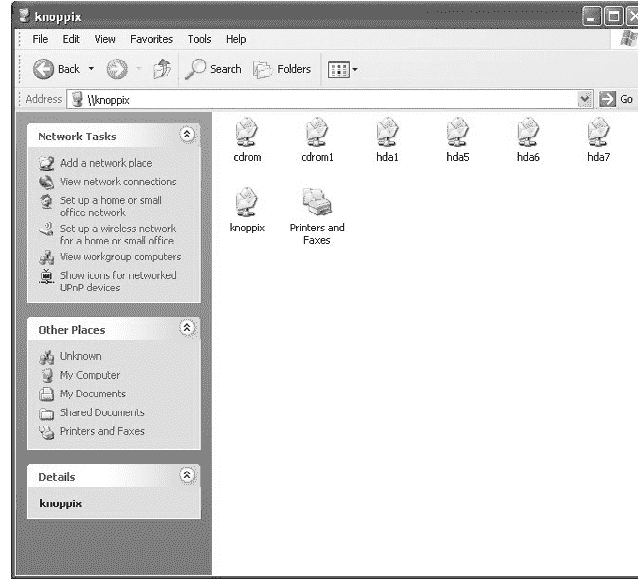 knoppix
File Edit View Favorites Tools Help
Back Search Folders
Address \\knoppix Go
Network Tasks
Add a network place
View network connections
Set up a home or small
office network
Set up a wireless network
for a home or small office
View workgroup computers
Show icons for networked
UPnP devices
Other Places
Unknown
My Computer
My Documents
Shared Documents
Printers and Faxes
Details
knoppix
cdrom cdrom1 hda1 hda5 hda6 hda7
knoppix Printers and
Faxes